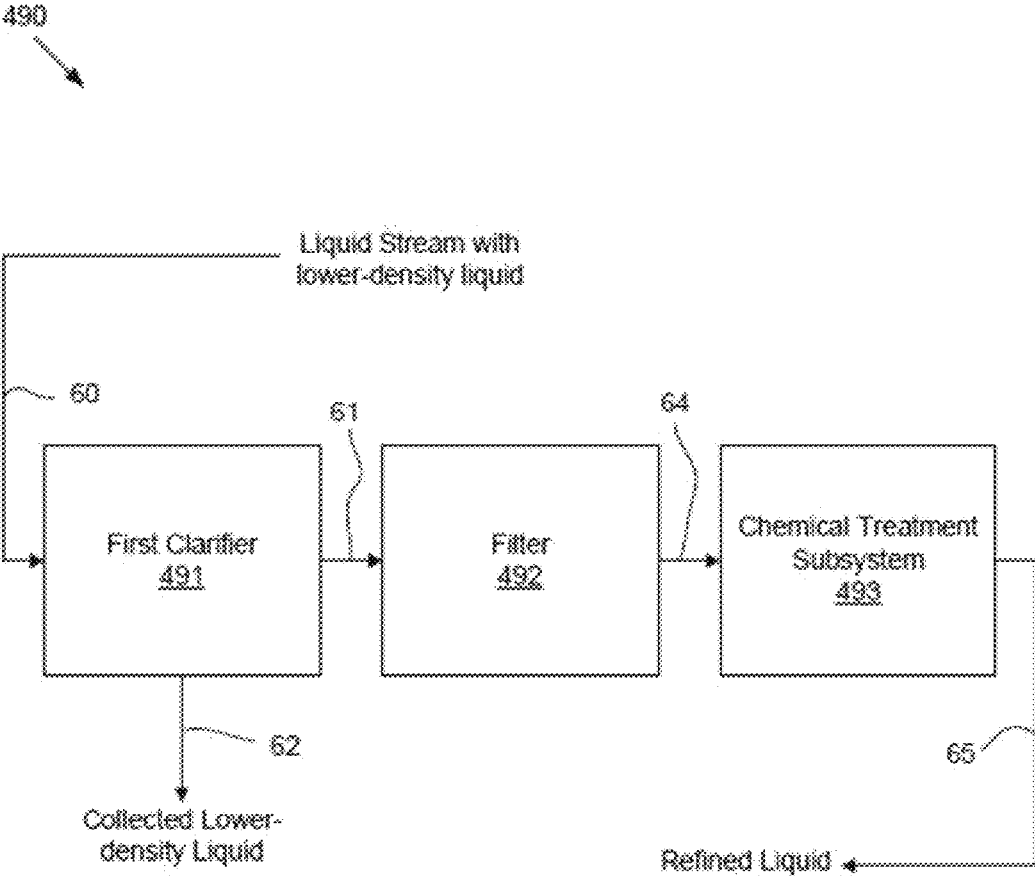 490
Liquid Stream with
lower-density liquid
60
61
64
First Clarifier
491
Filter
492
Chemical Treatment
Subsystem
493
62
65
Collected Lower-
density Liquid
Refined Liquid